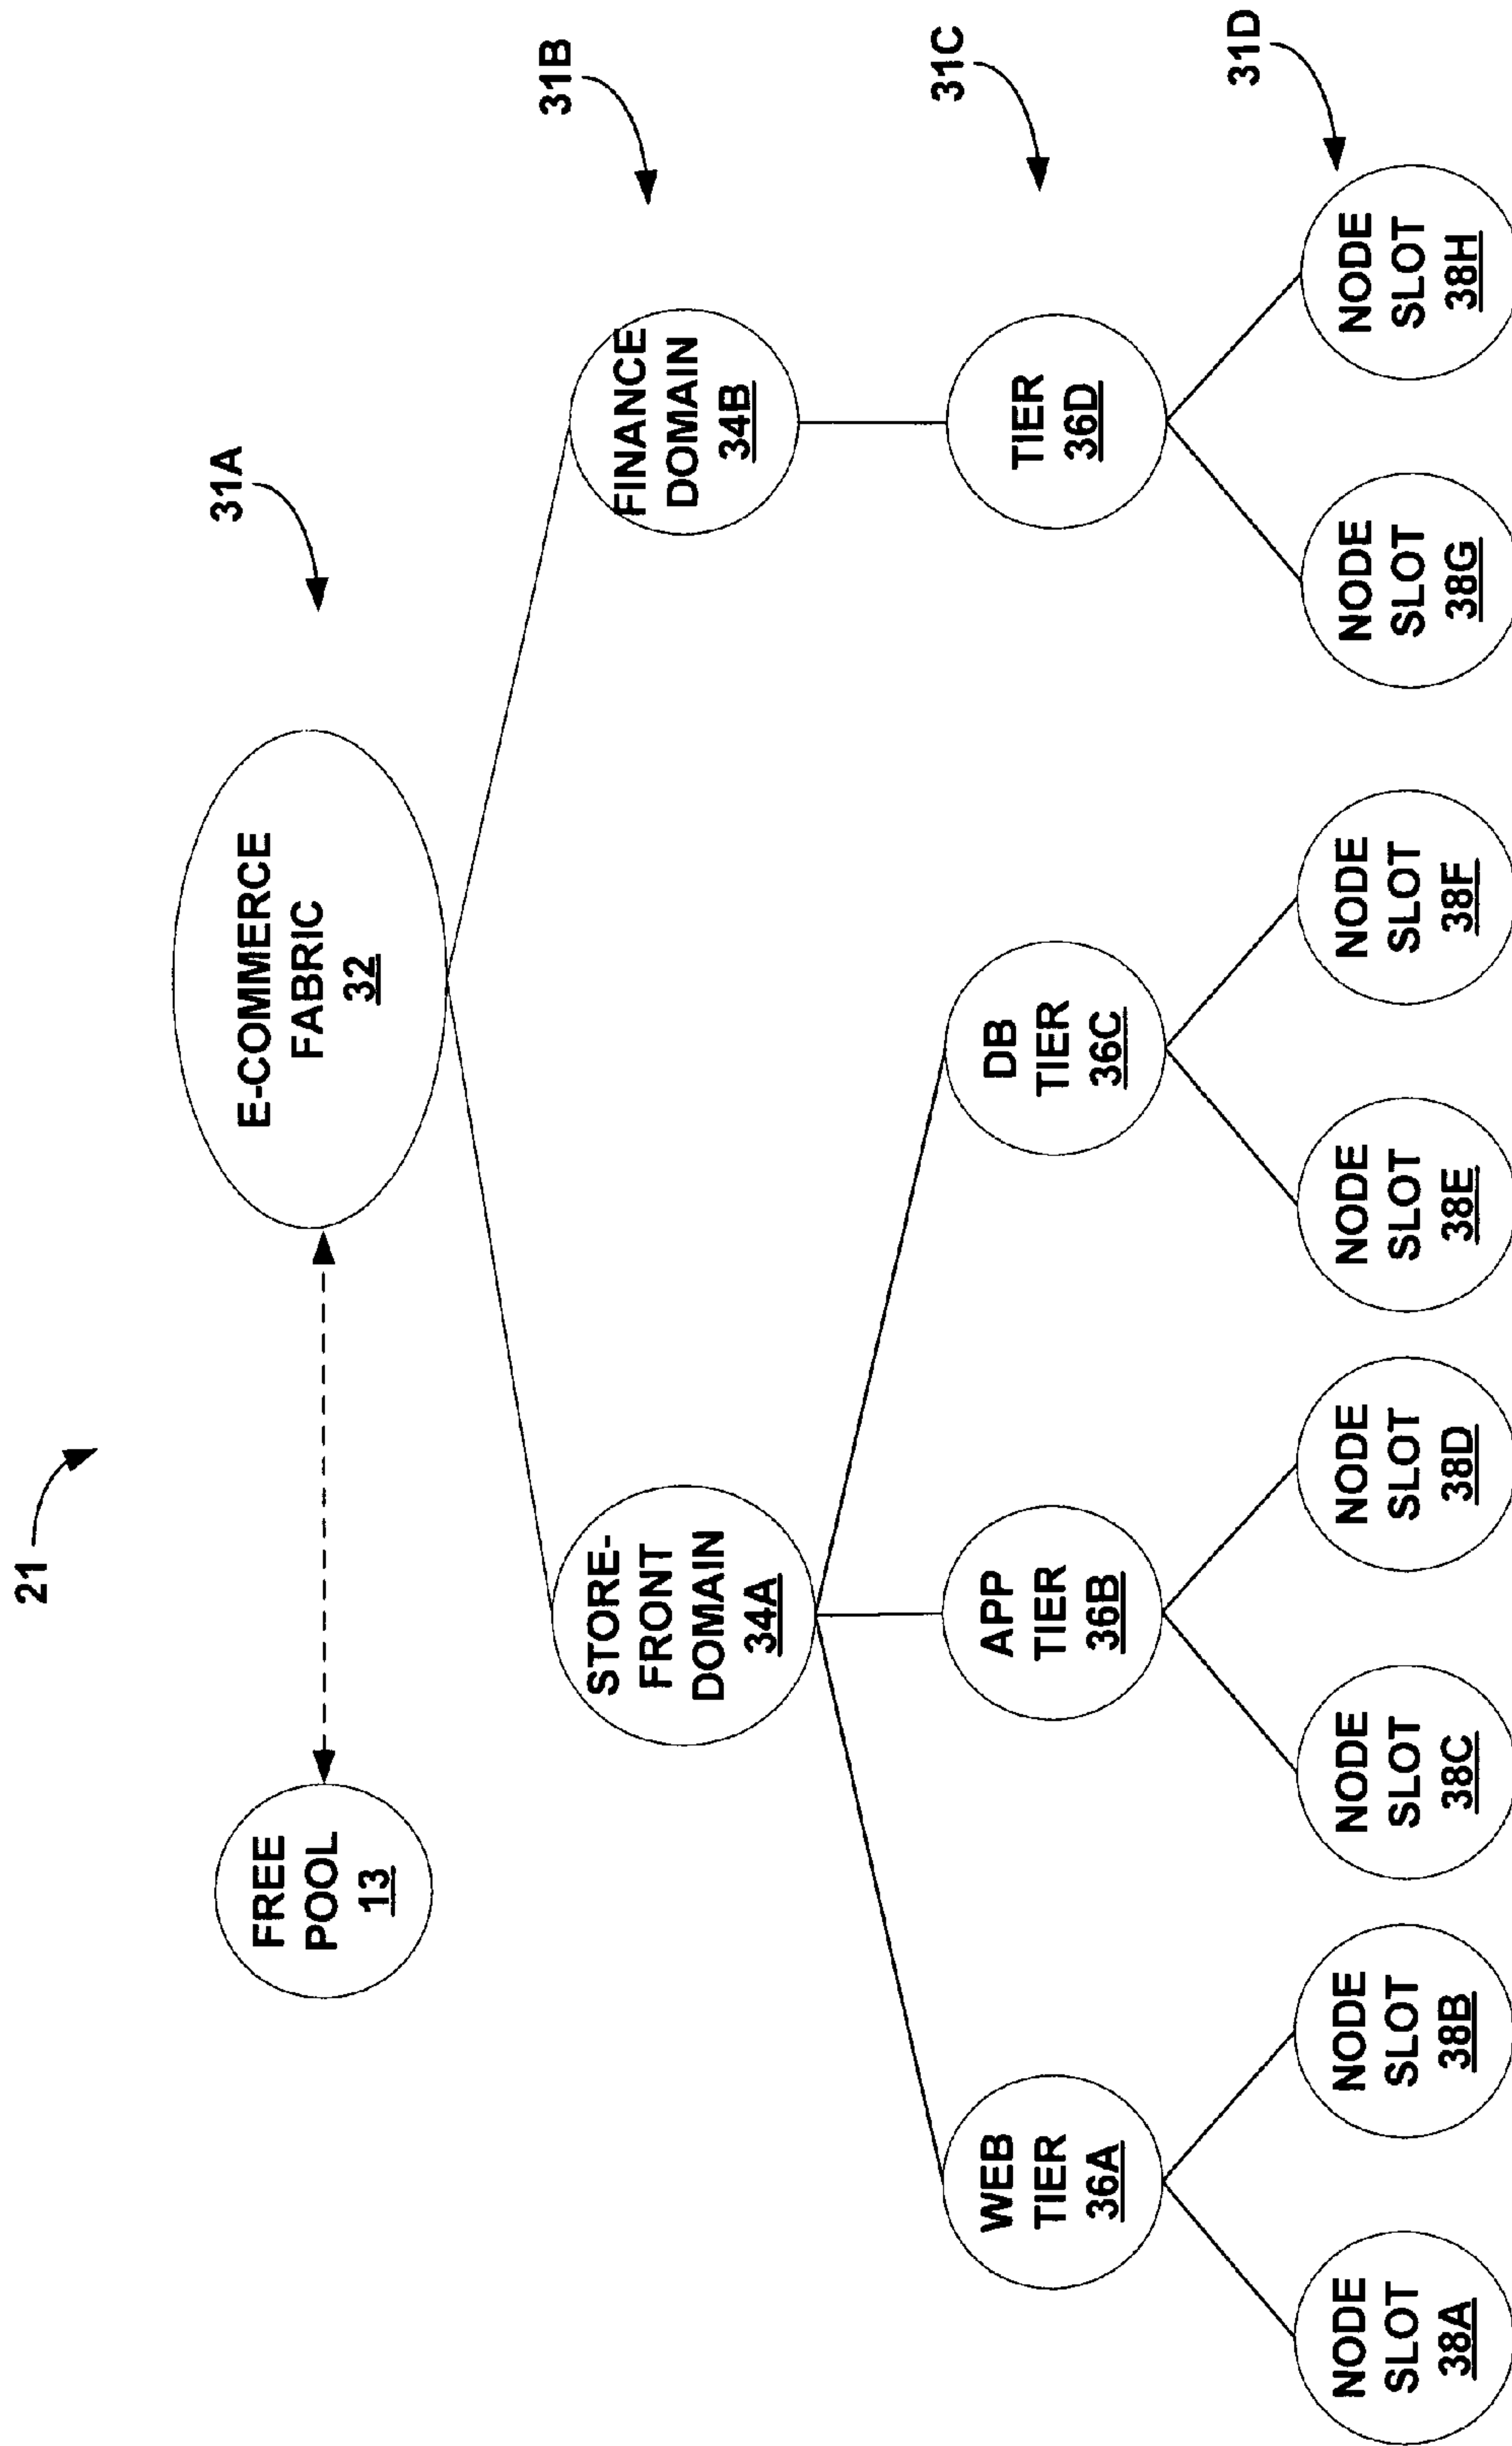 21
31A
E-COMMERCE
FABRIC
32
FREE
POOL
13
31B
STORE-
FRONT
DOMAIN
34A
FINANCE
DOMAIN
34B
31C
WEB
TIER
36A
APP
TIER
36B
DB
TIER
36C
TIER
36D
31D
NODE
SLOT
38A
NODE
SLOT
38B
NODE
SLOT
38C
NODE
SLOT
38D
NODE
SLOT
38E
NODE
SLOT
38F
NODE
SLOT
38G
NODE
SLOT
38H